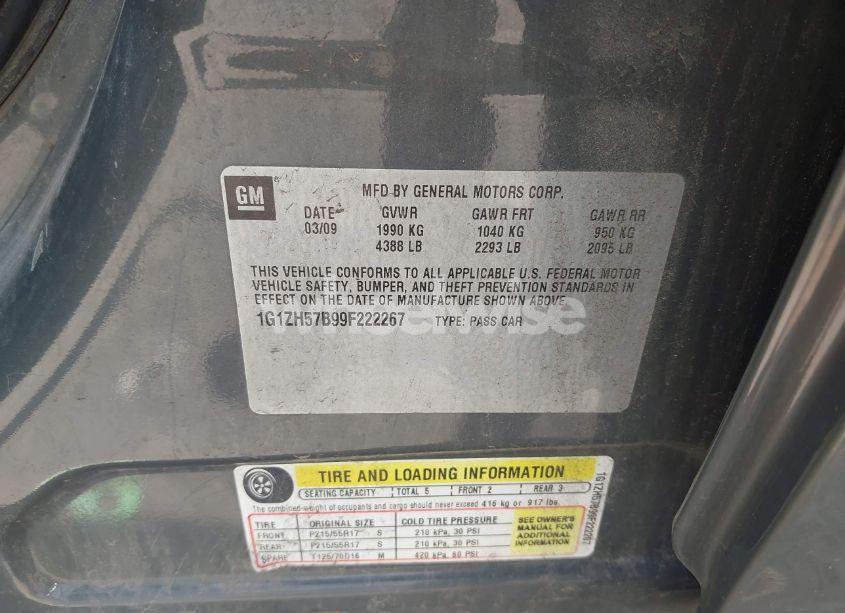 GM
MFD BY GENERAL MOTORS CORP.
DATE GVWR GAWR FRT GAWR RR
03/09 1990 KG 1040 KG 950 KG
4388 LB 2293 LB 2095 LB
THIS VEHICLE CONFORMS TO ALL APPLICABLE U.S. FEDERAL MOTOR
VEHICLE SAFETY, BUMPER, AND THEFT PREVENTION STANDARDS IN
EFFECT ON THE DATE OF MANUFACTURE SHOWN ABOVE.
1G1ZH57B99F222267 TYPE: PASS CAR
TIRE AND LOADING INFORMATION
SEATING CAPACITY TOTAL 5 FRONT 2 REAR 3
The combined weight of occupants and cargo should never exceed 416 kg or 917 lbs.
TIRE ORIGINAL SIZE COLD TIRE PRESSURE
FRONT P215/55R17 S 210 kPa, 30 PSI
REAR P215/55R17 S 210 kPa, 30 PSI
SPARE T125/70D16 M 420 kPa, 60 PSI
SEE OWNER'S
MANUAL FOR
ADDITIONAL
INFORMATION
1G1ZH57B99F222267